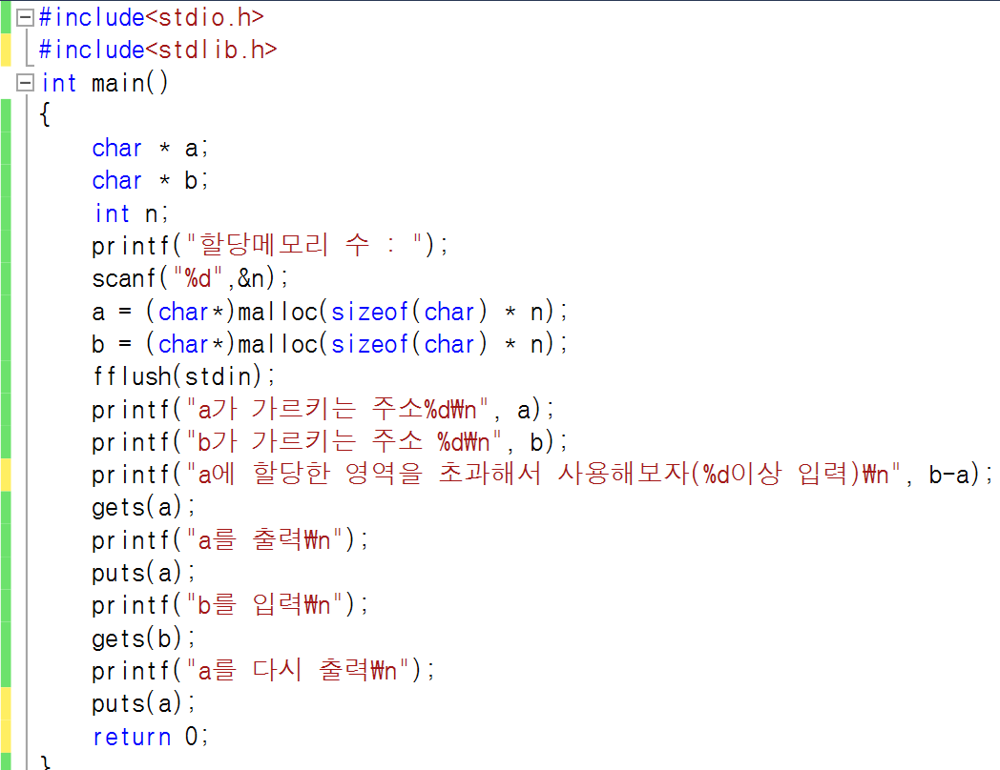 #include<stdio.h>
#include<stdlib.h>
int main()
{
char * a;
char * b;
int n;
printf("할당메모리 수 : ");
scanf("%d",&n);
a = (char*)malloc(sizeof(char) * n);
b = (char*)malloc(sizeof(char) * n);
fflush(stdin);
printf("a가 가르키는 주소%d₩n", a);
printf("b가 가르키는 주소 %d₩n", b);
printf("a에 할당한 영역을 초과해서 사용해보자(%d이상 입력)₩n", b-a);
gets(a);
printf("a를 출력₩n");
puts(a);
printf("b를 입력₩n");
gets(b);
printf("a를 다시 출력₩n");
puts(a);
return 0;
}